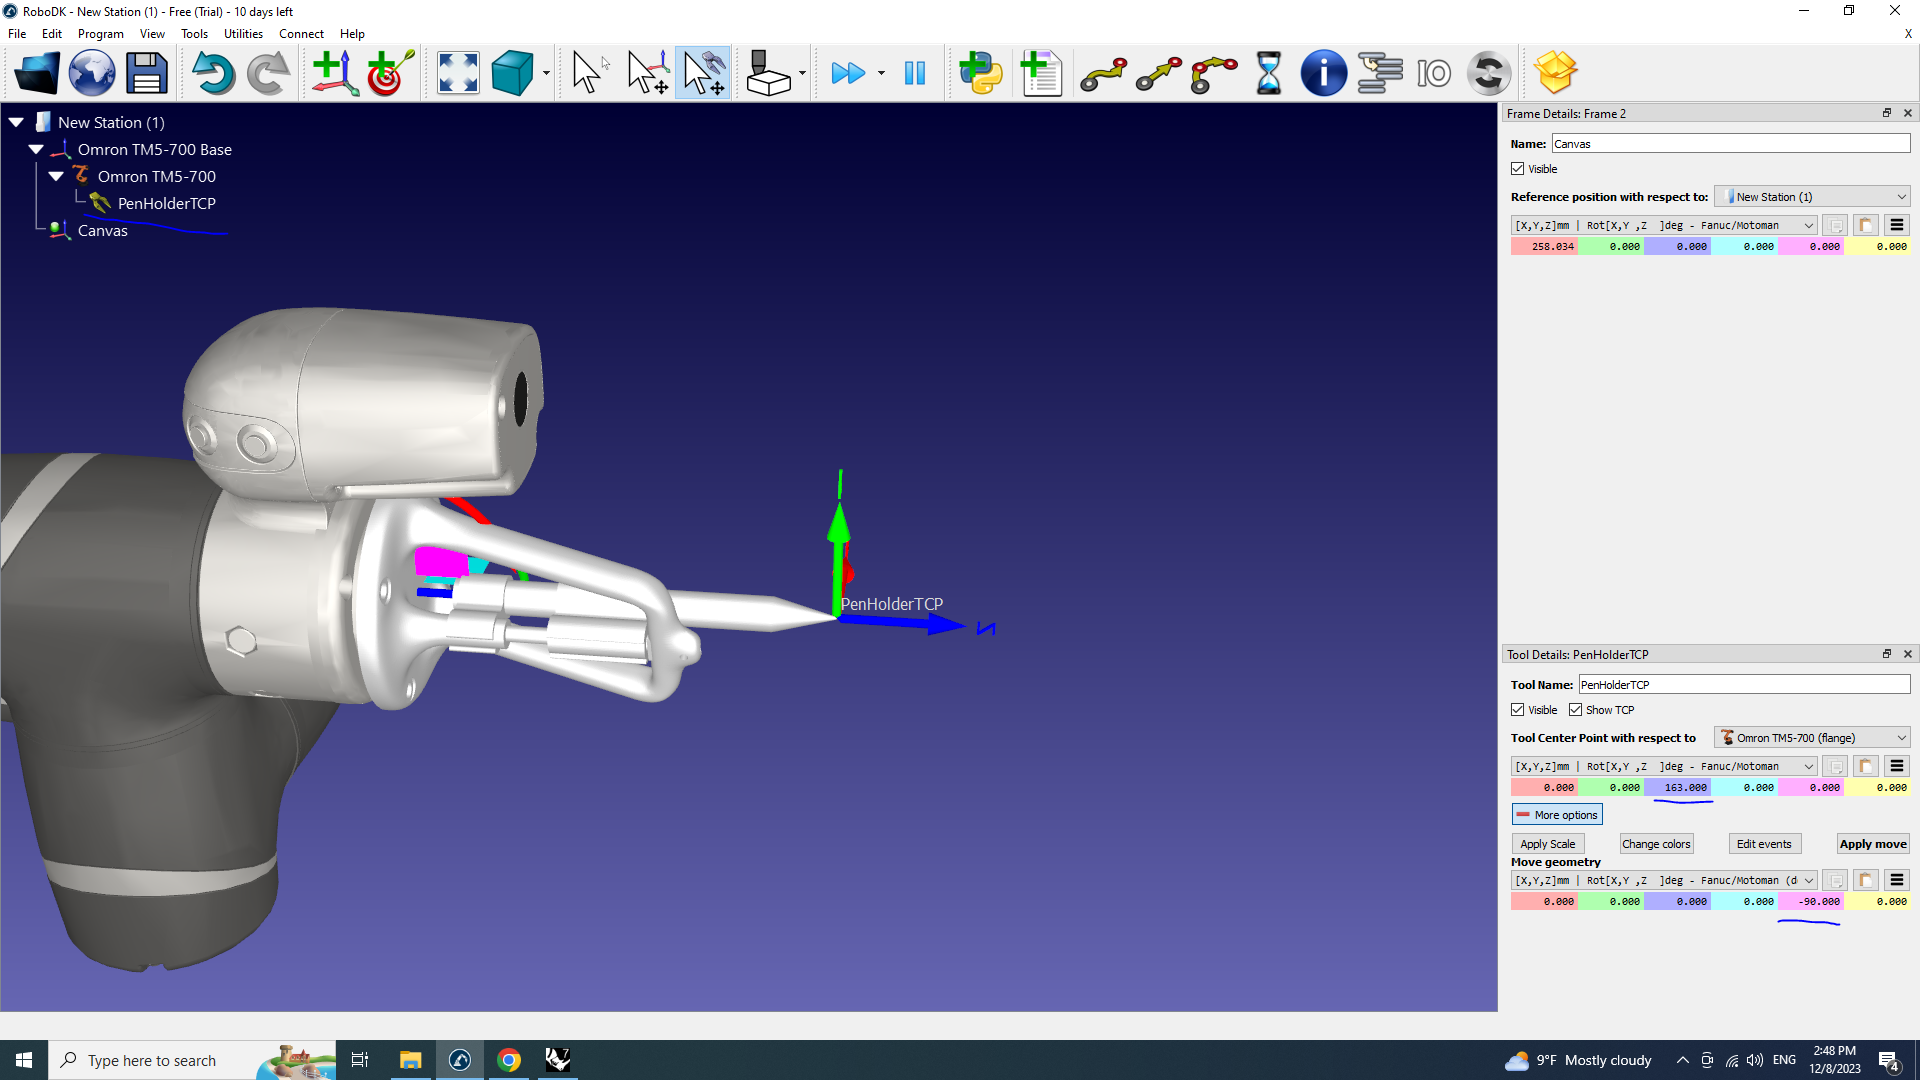 RoboDK - New Station (1) - Free (Trial) - 10 days left
File Edit Program View Tools Utilities Connect Help X
IO
New Station (1)
Omron TM5-700 Base
Omron TM5-700
PenHolderTCP
Canvas
PenHolderTCP
Z
Frame Details: Frame 2
Name: Canvas
Visible
Reference position with respect to: New Station (1)
[X,Y,Z]mm | Rot[X,Y ,Z ]deg - Fanuc/Motoman
258.034 0.000 0.000 0.000 0.000 0.000
Tool Details: PenHolderTCP
Tool Name: PenHolderTCP
Visible Show TCP
Tool Center Point with respect to Omron TM5-700 (flange)
[X,Y,Z]mm | Rot[X,Y ,Z ]deg - Fanuc/Motoman
0.000 0.000 163.000 0.000 0.000 0.000
More options
Apply Scale Change colors Edit events Apply move
Move geometry
[X,Y,Z]mm | Rot[X,Y ,Z ]deg - Fanuc/Motoman (d
0.000 0.000 0.000 0.000 -90.000 0.000
Type here to search
9°F Mostly cloudy
ENG
2:48 PM
12/8/2023
4